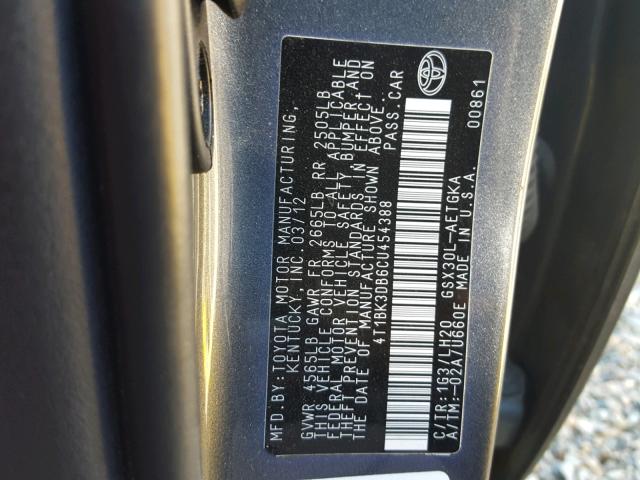 MFD.BY:TOYOTA MOTOR MANUFACTURING,
KENTUCKY, INC. 03/12
GVWR 4565LB GAWR FR 2665LB RR 2505LB
THIS VEHICLE CONFORMS TO ALL APPLICABLE
FEDERAL MOTOR VEHICLE SAFETY, BUMPER,AND
THEFT PREVENTION STANDARDS IN EFFECT ON
THE DATE OF MANUFACTURE SHOWN ABOVE.
4T1BK3DB6CU454388 PASS.CAR
C/TR:1G3/LH20 GSX30L-AETGKA
A/TM:-02A/U660E MADE IN U.S.A. 00861